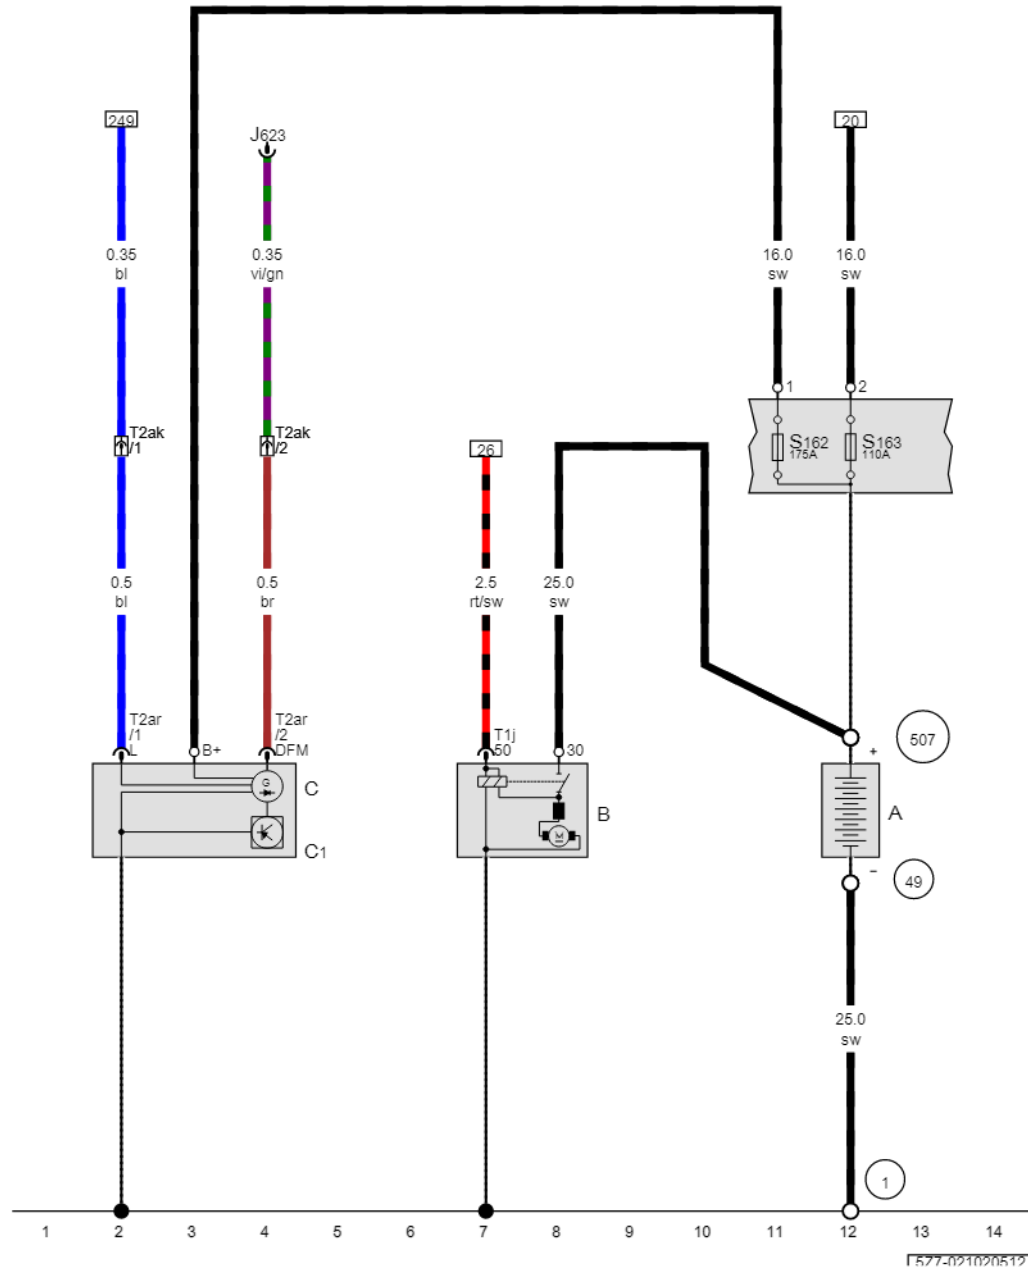 249
J623
20
0.35
bl
0.35
vi/gn
16.0
sw
16.0
sw
1
2
T2ak
/1
T2ak
/2
26
S162
175A
S163
110A
0.5
bl
0.5
br
2.5
rt/sw
25.0
sw
T2ar
/1
L
B+
T2ar
/2
DFM
T1j
50
30
507
+
G
C
C1
M
B
A
−
49
25.0
sw
1
1 2 3 4 5 6 7 8 9 10 11 12 13 14
L577-021020512